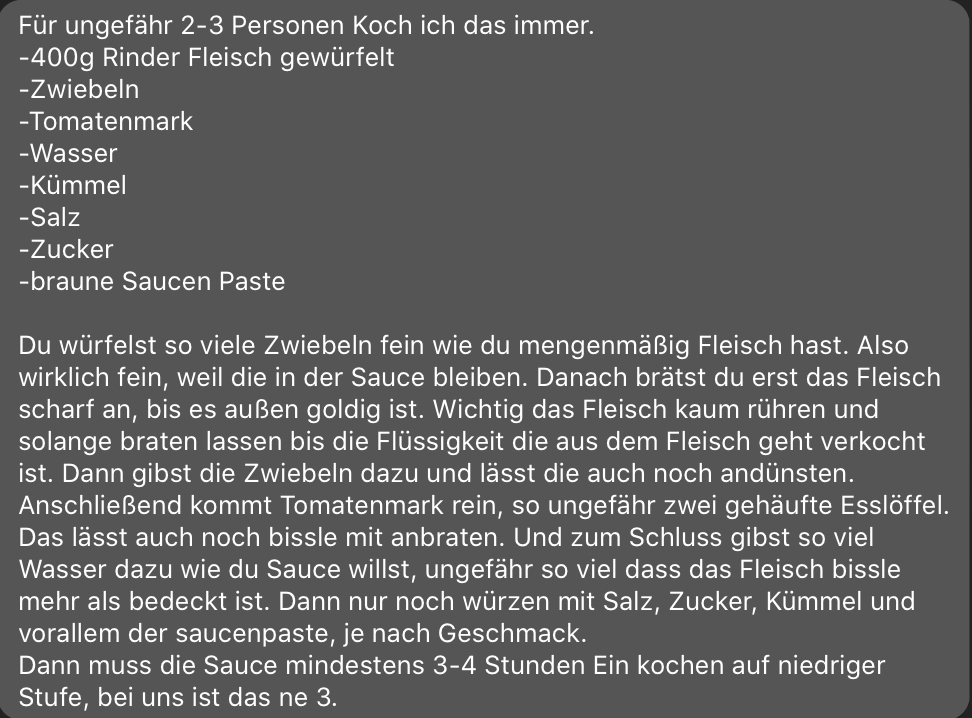 Für ungefähr 2-3 Personen Koch ich das immer.
-400g Rinder Fleisch gewürfelt
-Zwiebeln
-Tomatenmark
-Wasser
-Kümmel
-Salz
-Zucker
-braune Saucen Paste
Du würfelst so viele Zwiebeln fein wie du mengenmäßig Fleisch hast. Also
wirklich fein, weil die in der Sauce bleiben. Danach brätst du erst das Fleisch
scharf an, bis es außen goldig ist. Wichtig das Fleisch kaum rühren und
solange braten lassen bis die Flüssigkeit die aus dem Fleisch geht verkocht
ist. Dann gibst die Zwiebeln dazu und lässt die auch noch andünsten.
Anschließend kommt Tomatenmark rein, so ungefähr zwei gehäufte Esslöffel.
Das lässt auch noch bissle mit anbraten. Und zum Schluss gibst so viel
Wasser dazu wie du Sauce willst, ungefähr so viel dass das Fleisch bissle
mehr als bedeckt ist. Dann nur noch würzen mit Salz, Zucker, Kümmel und
vorallem der saucenpaste, je nach Geschmack.
Dann muss die Sauce mindestens 3-4 Stunden Ein kochen auf niedriger
Stufe, bei uns ist das ne 3.